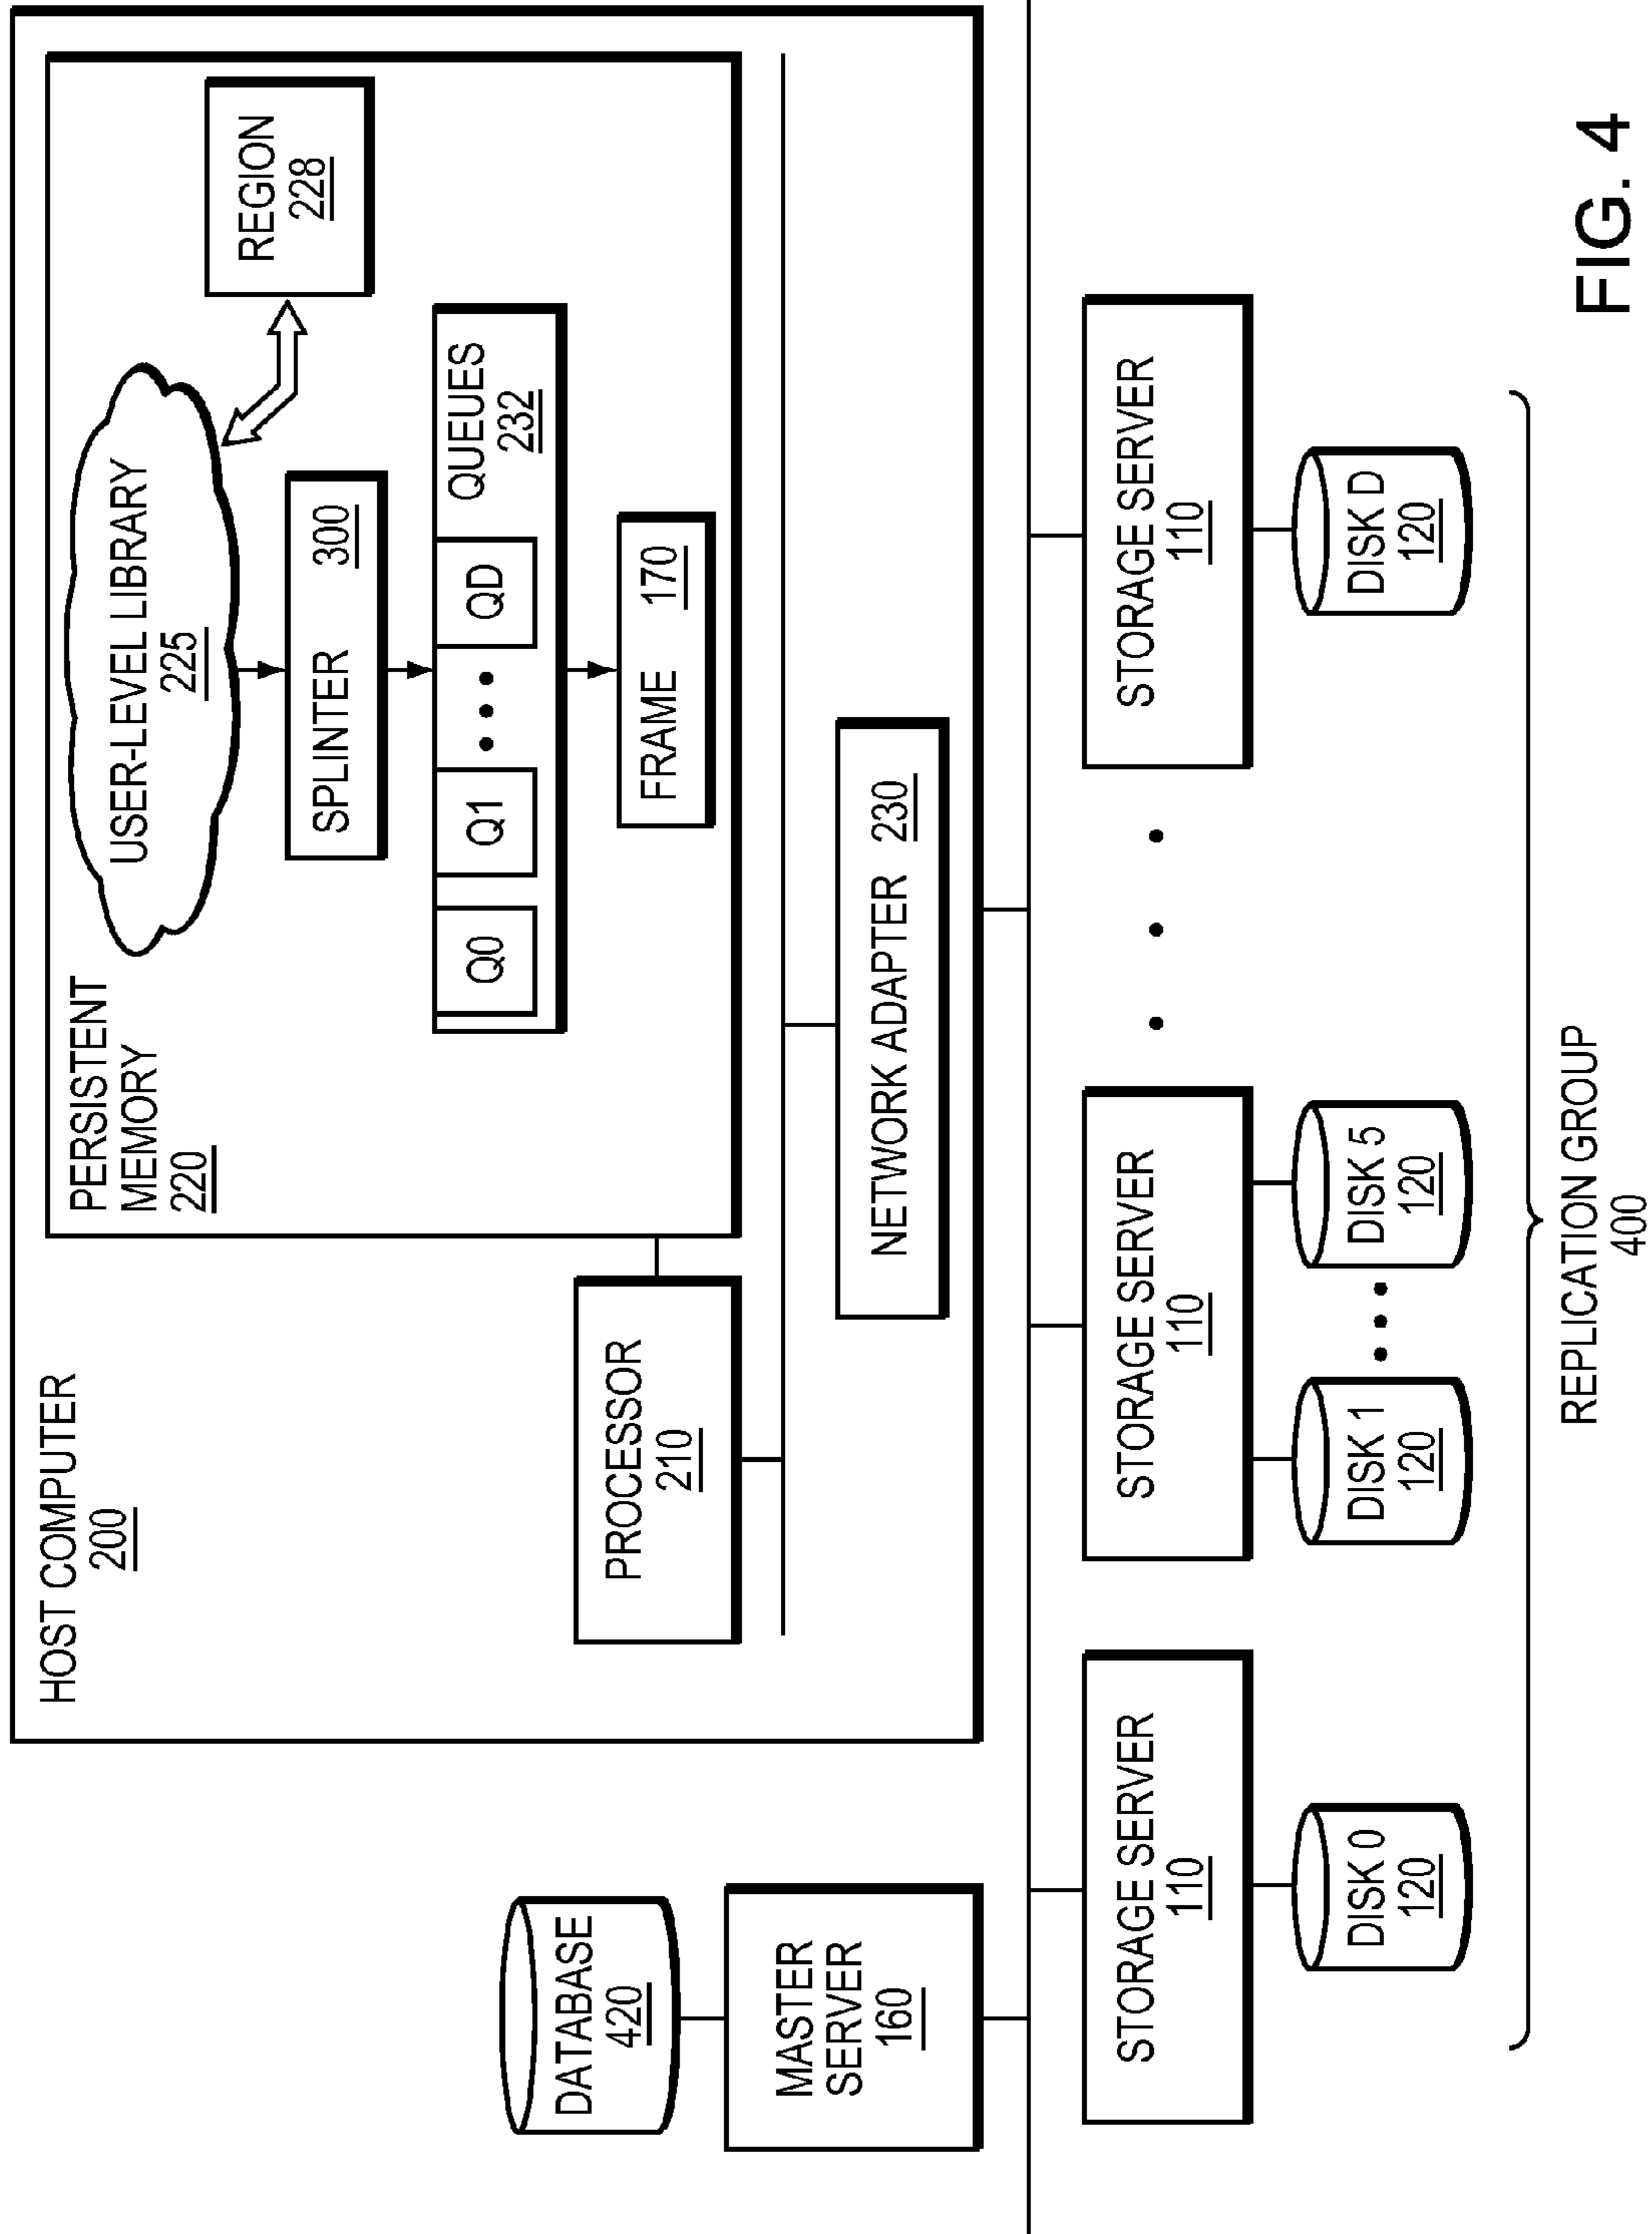 HOST COMPUTER
200
PERSISTENT
MEMORY
220
USER-LEVEL LIBRARY
225
REGION
228
SPLINTER 300
QUEUES
232
Q0 Q1 QD
FRAME 170
PROCESSOR
210
NETWORK ADAPTER 230
DATABASE
420
MASTER
SERVER
160
STORAGE SERVER
110
STORAGE SERVER
110
STORAGE SERVER
110
DISK 0
120
DISK 1
120
DISK 5
120
DISK D
120
REPLICATION GROUP
400
FIG. 4